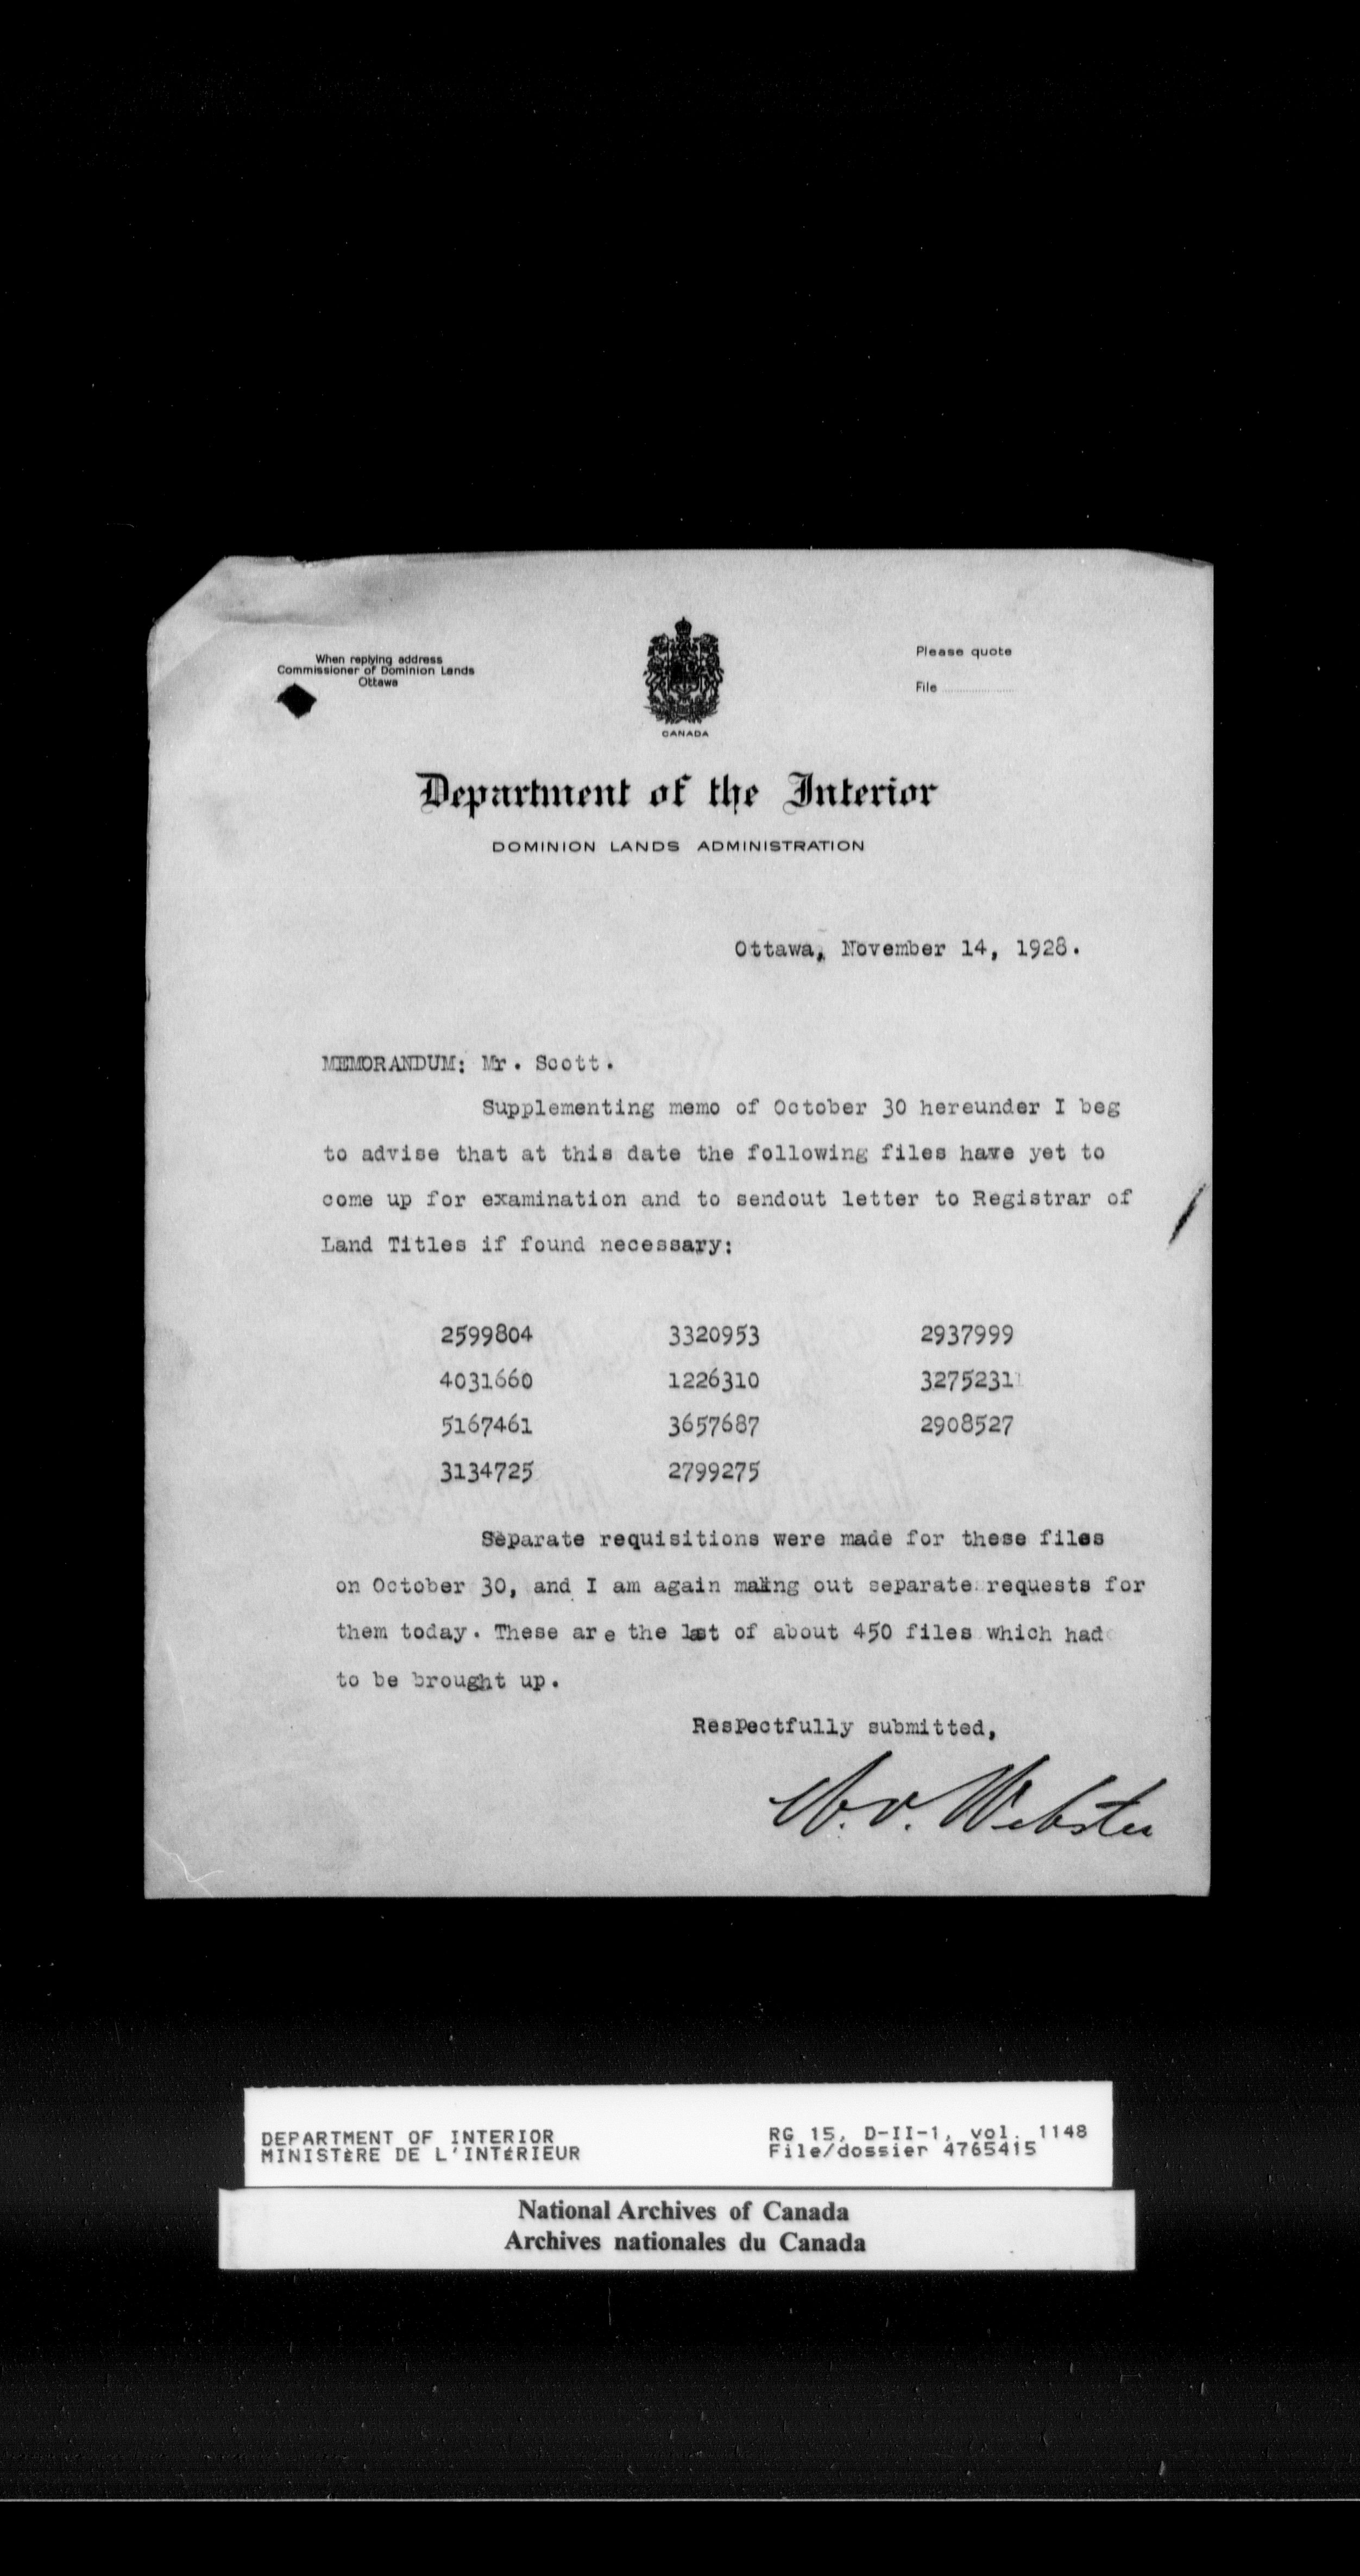 When replying address
Commissioner of Dominion Lands
Ottawa
Please quote
File
CANADA
Department of the Interior
DOMINION LANDS ADMINISTRATION
Ottawa, November 14, 1928.
MEMORANDUM: Mr. Scott.
Supplementing memo of October 30 hereunder I beg
to advise that at this date the following files have yet to
come up for examination and to sendout letter to Registrar of
Land Titles if found necessary:
2599804 3320953 2937999
4031660 1226310 3275231
5167461 3657687 2908527
3134725 2799275
Separate requisitions were made for these files
on October 30, and I am again making out separate requests for
them today. These are the last of about 450 files which had
to be brought up.
Respectfully submitted,
Webster
DEPARTMENT OF INTERIOR
MINISTÈRE DE L'INTÉRIEUR
RG 15, D-II-1, vol. 1148
File/dossier 4765415
National Archives of Canada
Archives nationales du Canada